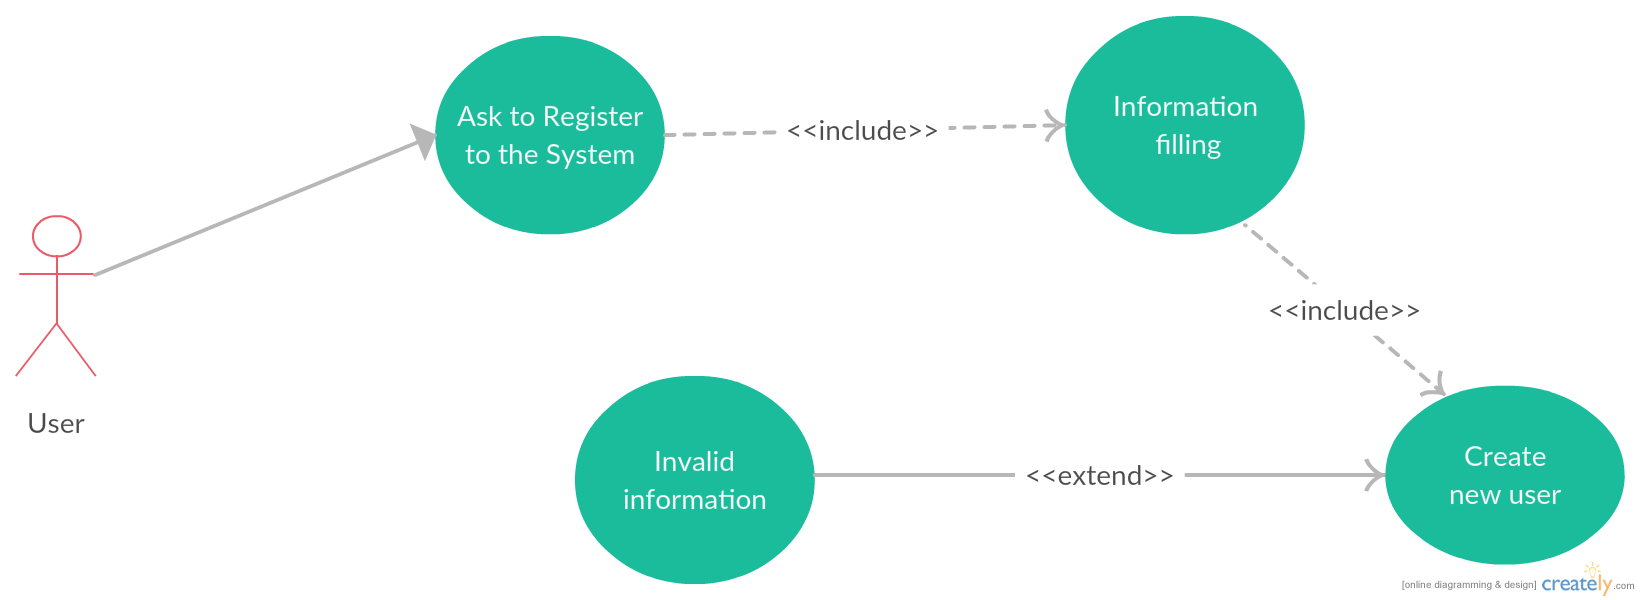 Ask to Register
to the System
<<include>>
Information
filling
<<include>>
User
Invalid
information
<<extend>>
Create
new user
[online diagramming & design] creately.com